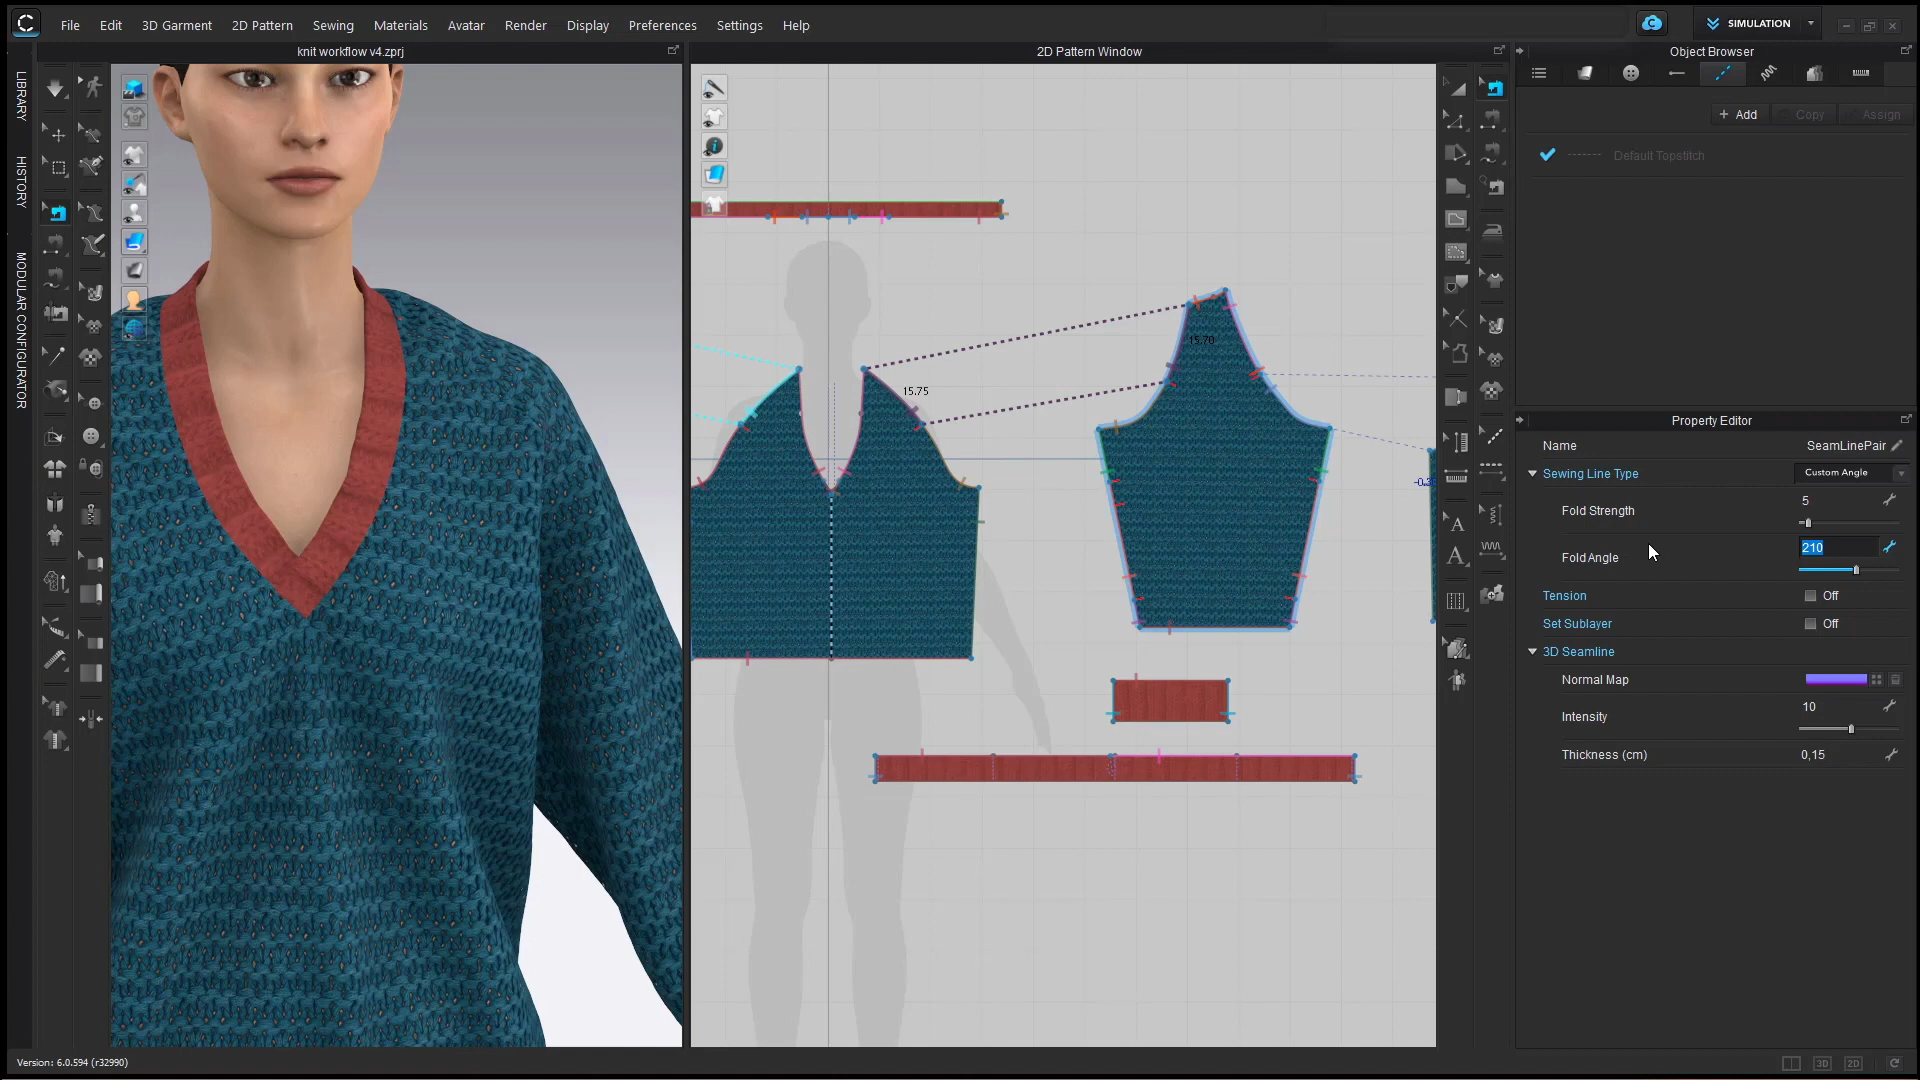 File Edit 3D Garment 2D Pattern Sewing Materials Avatar Render Display Preferences Settings Help
SIMULATION
knit workflow v4.zprj
2D Pattern Window
Object Browser
LIBRARY
HISTORY
MODULAR CONFIGURATOR
+ Add Copy Assign
Default Topstitch
15.70
15.75
Property Editor
Name SeamLinePair
Sewing Line Type Custom Angle
Fold Strength 5
Fold Angle 210
Tension Off
Set Sublayer Off
3D Seamline
Normal Map
Intensity 10
Thickness (cm) 0,15
Version: 6.0.594 (r32990)
3D 2D